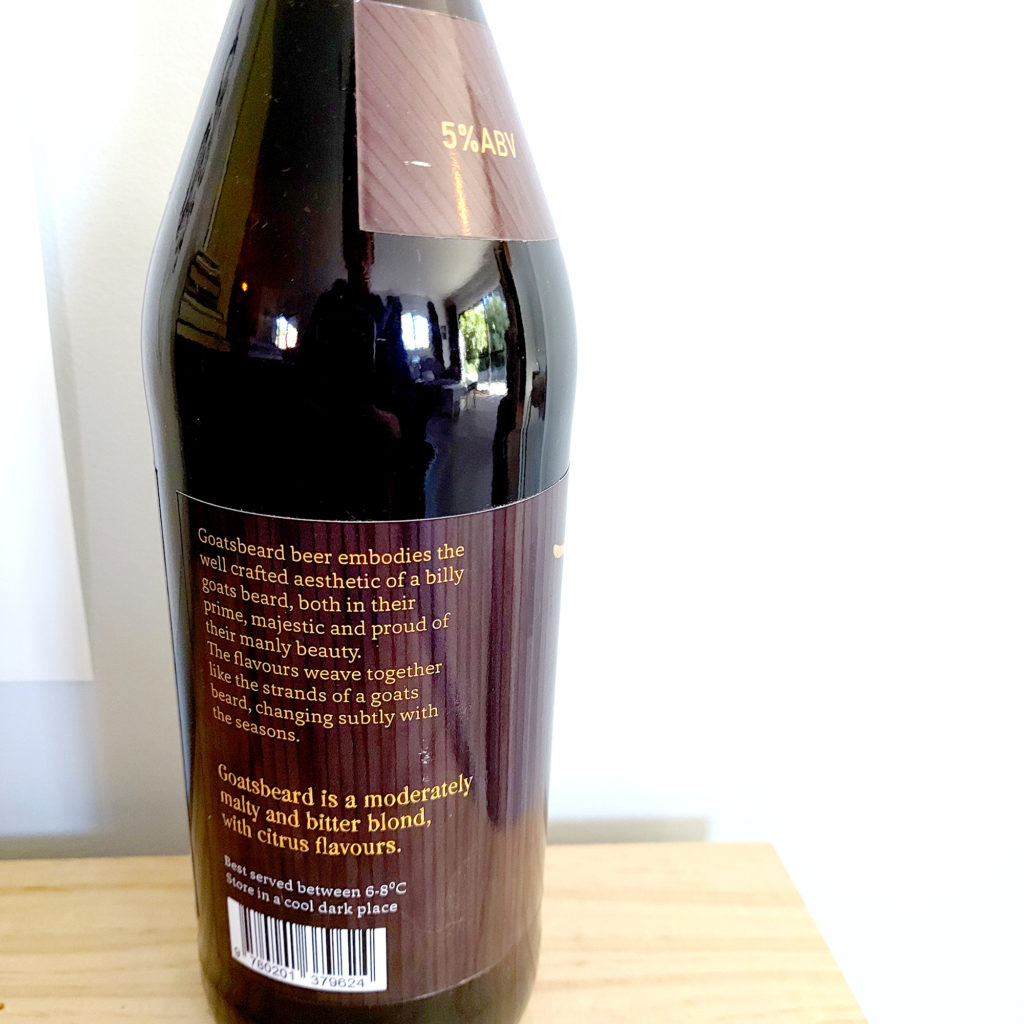 5%ABV
Goatsbeard beer embodies the
well crafted aesthetic of a billy
goats beard, both in their
prime, majestic and proud of
their manly beauty.
The flavours weave together
like the strands of a goats
beard, changing subtly with
the seasons.
Goatsbeard is a moderately
malty and bitter blond,
with citrus flavours.
Best served between 6-8°C
Store in a cool dark place
9 780201 379624